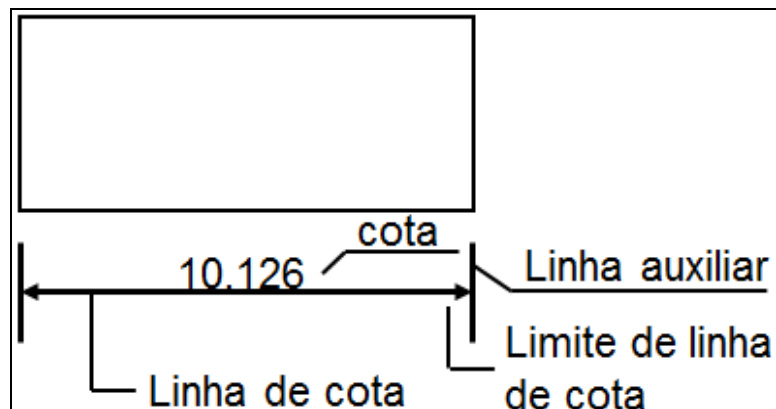 cota
10.126
Linha auxiliar
Limite de linha
de cota
Linha de cota